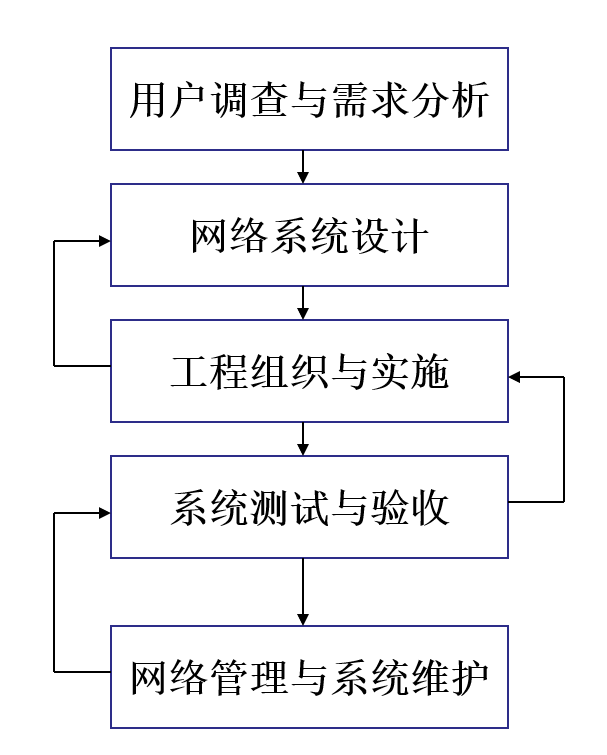 用户调查与需求分析
网络系统设计
工程组织与实施
系统测试与验收
网络管理与系统维护